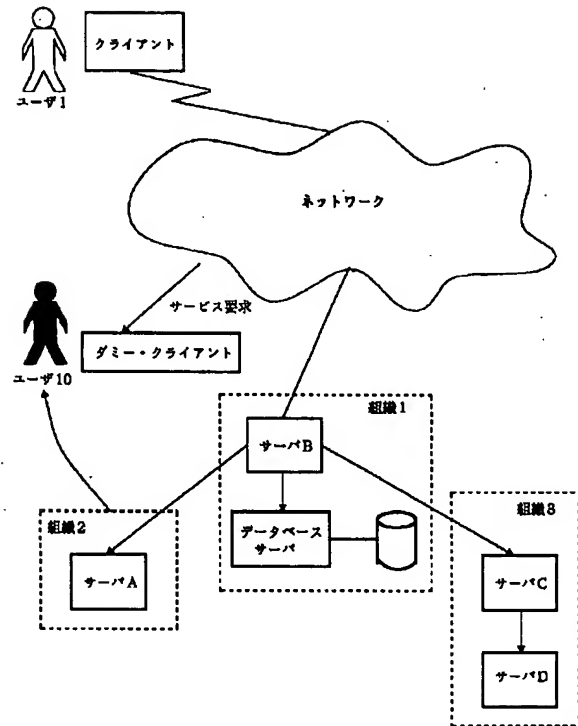 クライアント
ユーザ1
ネットワーク
サービス要求
ダミー・クライアント
ユーザ10
組織1
サーバB
組織2
データベース
サーバ
組織3
サーバA
サーバC
サーバD